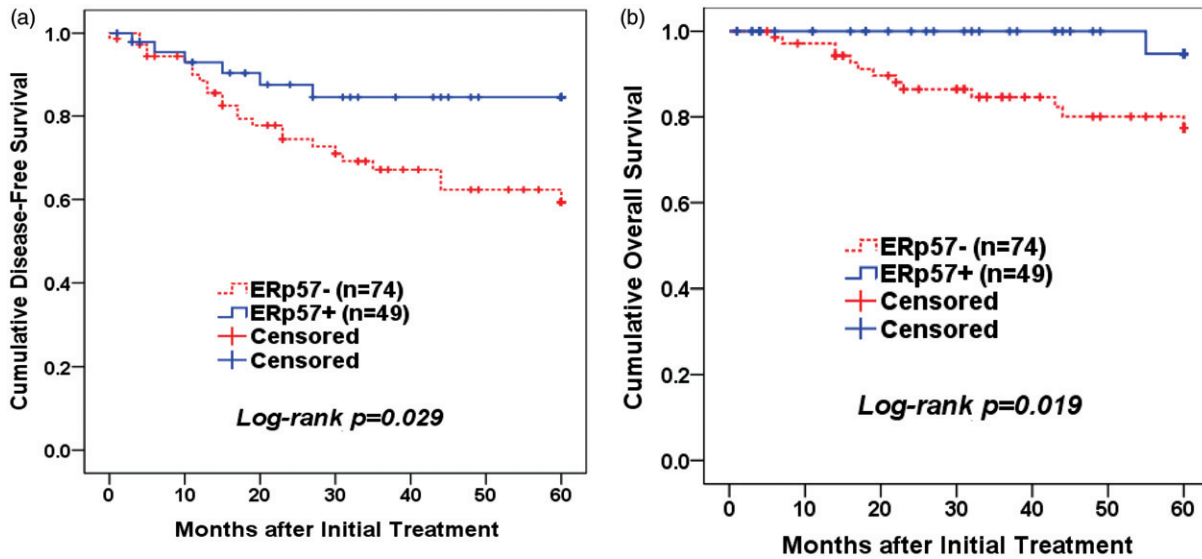 (a)
Cumulative Disease-Free Survival
1.0
0.8
0.6
0.4
0.2
0.0
ERp57- (n=74)
ERp57+ (n=49)
Censored
Censored
Log-rank p=0.029
0 10 20 30 40 50 60
Months after Initial Treatment
(b)
Cumulative Overall Survival
1.0
0.8
0.6
0.4
0.2
0.0
ERp57- (n=74)
ERp57+ (n=49)
Censored
Censored
Log-rank p=0.019
0 10 20 30 40 50 60
Months after Initial Treatment